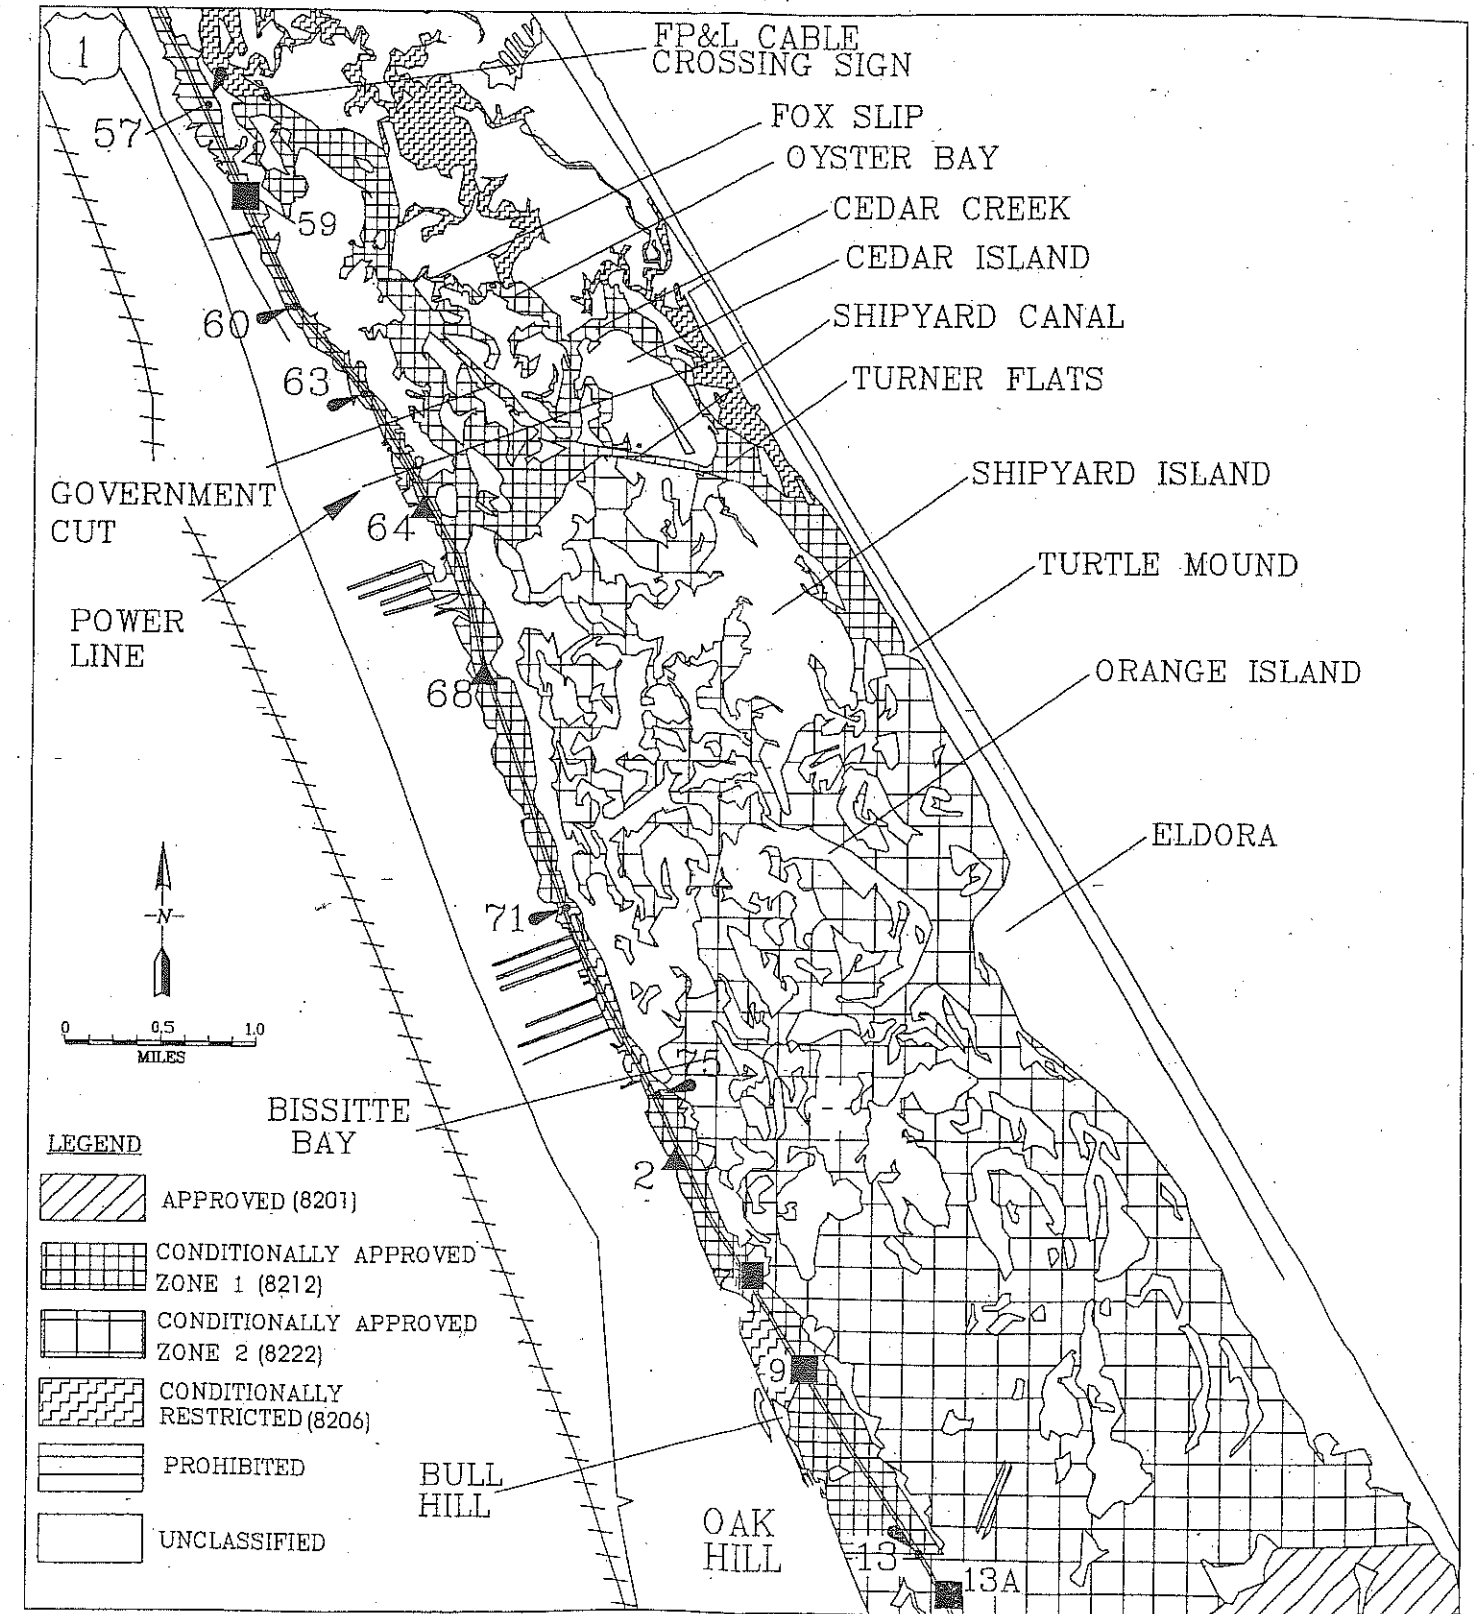 1
FP&L CABLE
CROSSING SIGN
57
FOX SLIP
OYSTER BAY
59
CEDAR CREEK
CEDAR ISLAND
60
SHIPYARD CANAL
63
TURNER FLATS
GOVERNMENT
CUT
64
SHIPYARD ISLAND
TURTLE MOUND
POWER
LINE
68
ORANGE ISLAND
ELDORA
71
-N-
0 0.5 1.0
MILES
75
BISSITTE
BAY
2
LEGEND
APPROVED (8201)
CONDITIONALLY APPROVED
ZONE 1 (8212)
CONDITIONALLY APPROVED
ZONE 2 (8222)
CONDITIONALLY
RESTRICTED (8206)
PROHIBITED
UNCLASSIFIED
9
BULL
HILL
OAK
HILL
13
13A